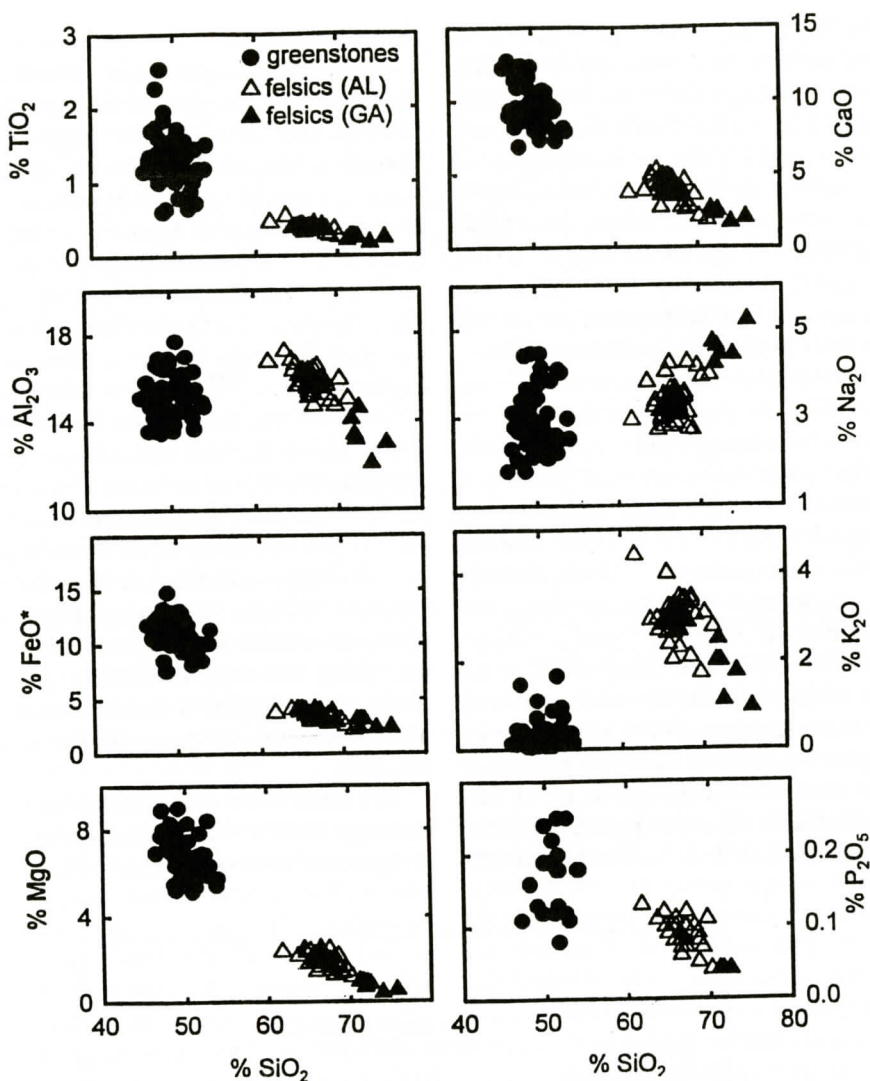 3
2
1
0
% TiO2
greenstones
felsics (AL)
felsics (GA)
15
10
5
0
% CaO
18
15
10
% Al2O3
5
3
1
% Na2O
15
10
5
0
% FeO*
4
2
0
% K2O
8
4
0
% MgO
0.2
0.1
0.0
% P2O5
40
50
60
70
% SiO2
40
50
60
70
80
% SiO2